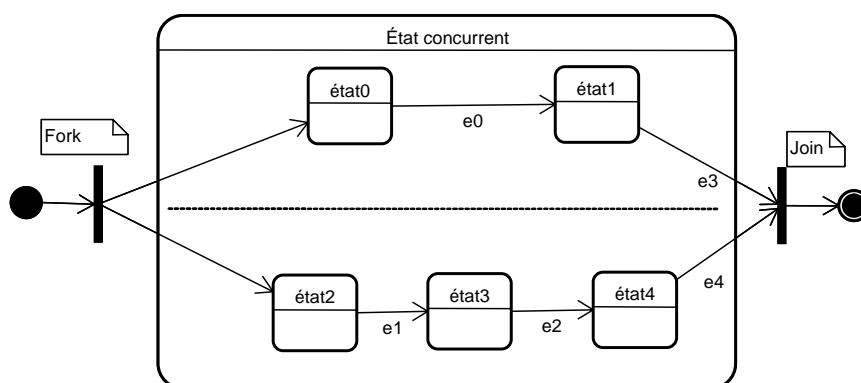 État concurrent
état0
état1
e0
Fork
Join
e3
état2
état3
état4
e1
e2
e4